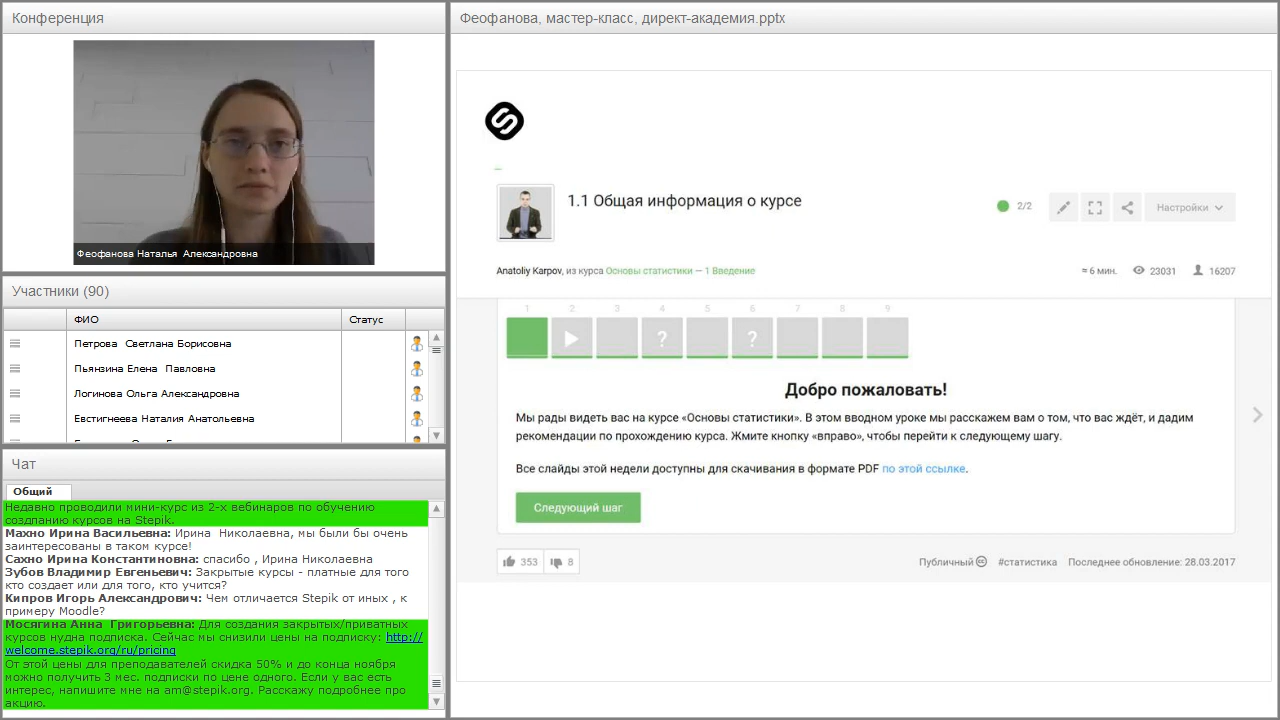 Конференция
Феофанова Наталья Александровна
Участники (90)
ФИО
Статус
Петрова Светлана Борисовна
Пьянзина Елена Павловна
Логинова Ольга Александровна
Евстигнеева Наталия Анатольевна
Чат
Общий
Недавно проводили мини-курс из 2-х вебинаров по обучению
создланию курсов на Stepik.
Махно Ирина Васильевна: Ирина Николаевна, мы были бы очень
заинтересованы в таком курсе!
Сахно Ирина Константиновна: спасибо , Ирина Николаевна
Зубов Владимир Евгеньевич: Закрытые курсы - платные для того
кто создает или для того, кто учится?
Кипров Игорь Александрович: Чем отличается Stepik от иных , к
примеру Moodle?
Мосягина Анна Григорьевна: Для создания закрытых/приватных
курсов нудна подписка. Сейчас мы снизили цены на подписку: http://
welcome.stepik.org/ru/pricing
От этой цены для преподавателей скидка 50% и до конца ноября
можно получить 3 мес. подписки по цене одного. Если у вас есть
интерес, напишите мне на am@stepik.org. Расскажу подробнее про
акцию.
Феофанова, мастер-класс, директ-академия.pptx
1.1 Общая информация о курсе
2/2
Настройки
Anatoliy Karpov, из курса Основы статистики — 1 Введение
≈ 6 мин.
23031
16207
1 2 3 4 5 6 7 8 9
? ?
Добро пожаловать!
Мы рады видеть вас на курсе «Основы статистики». В этом вводном уроке мы расскажем вам о том, что вас ждёт, и дадим
рекомендации по прохождению курса. Жмите кнопку «вправо», чтобы перейти к следующему шагу.
Все слайды этой недели доступны для скачивания в формате PDF по этой ссылке.
Следующий шаг
353
8
Публичный
#статистика
Последнее обновление: 28.03.2017